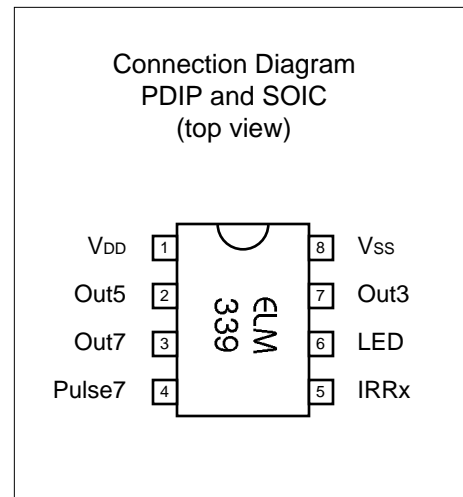 Connection Diagram
PDIP and SOIC
(top view)
VDD 1 8 VSS
Out5 2 7 Out3
Out7 3 6 LED
Pulse7 4 5 IRRx
ELM
339